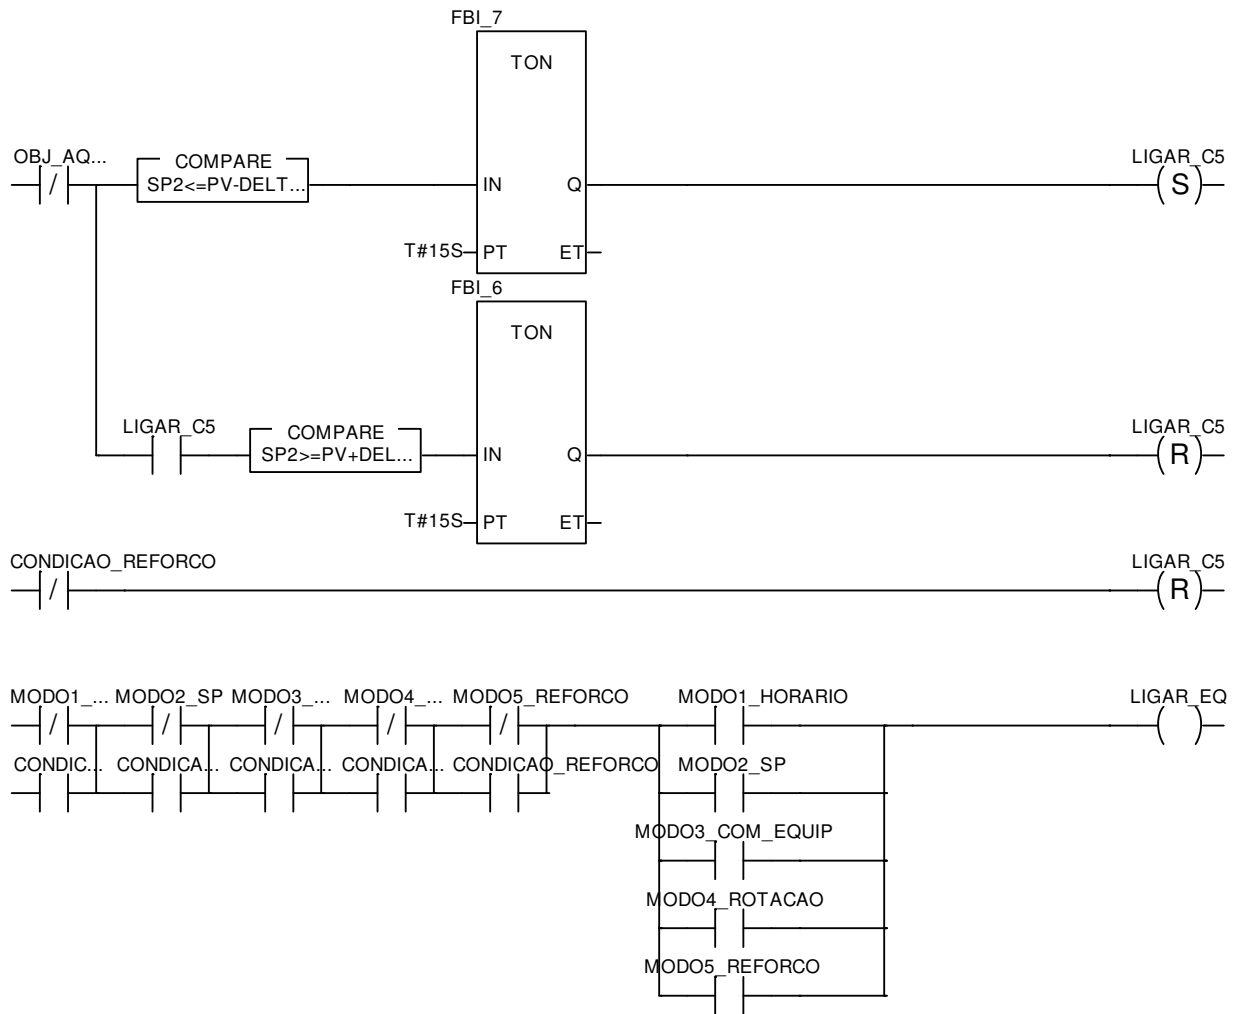 FBI_7
TON
OBJ_AQ...
COMPARE
SP2<=PV-DELT...
IN
Q
LIGAR_C5
S
T#15S
PT
ET
FBI_6
TON
LIGAR_C5
COMPARE
SP2>=PV+DEL...
IN
Q
LIGAR_C5
R
T#15S
PT
ET
CONDICAO_REFORCO
LIGAR_C5
R
MODO1_... MODO2_SP MODO3_... MODO4_... MODO5_REFORCO MODO1_HORARIO LIGAR_EQ
CONDIC... CONDICA... CONDICA... CONDICA... CONDICAO_REFORCO MODO2_SP
MODO3_COM_EQUIP
MODO4_ROTACAO
MODO5_REFORCO